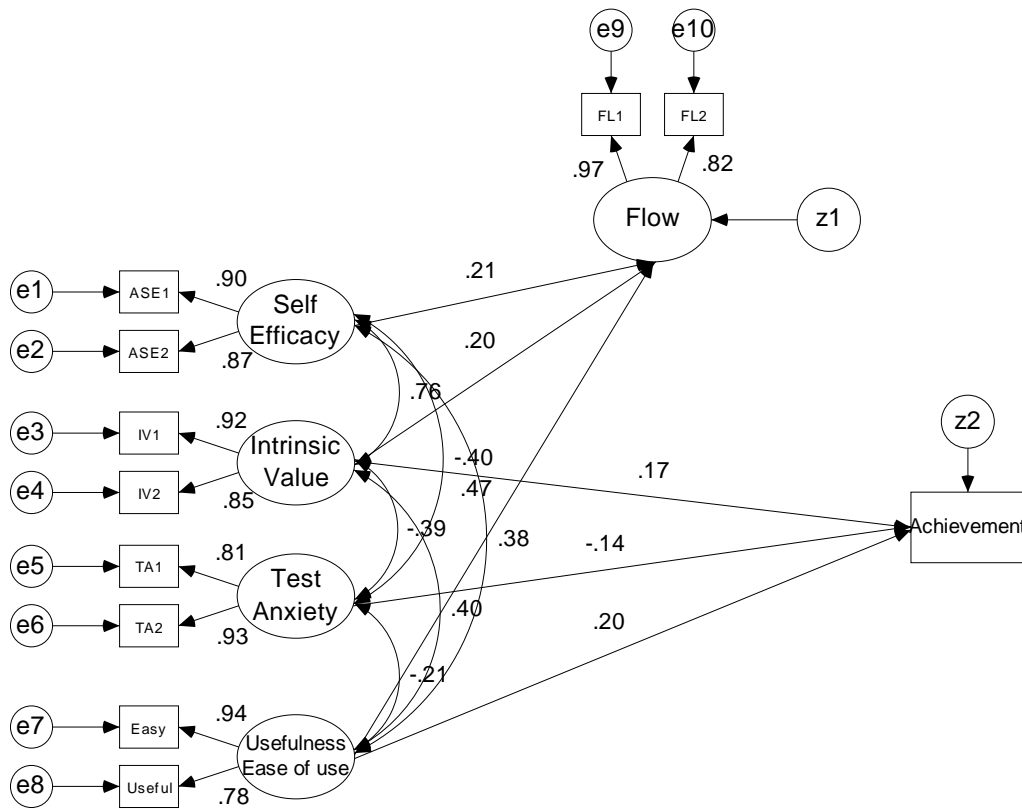 e9
e10
FL1
FL2
.97
.82
Flow
z1
.21
.20
e1
ASE1
.90
Self
Efficacy
e2
ASE2
.87
.76
e3
IV1
.92
Intrinsic
Value
e4
IV2
.85
-.40
.47
.17
z2
Achievement
-.39
.38
-.14
e5
TA1
.81
Test
Anxiety
e6
TA2
.93
.40
.20
-.21
e7
Easy
.94
Usefulness
Ease of use
e8
Useful
.78